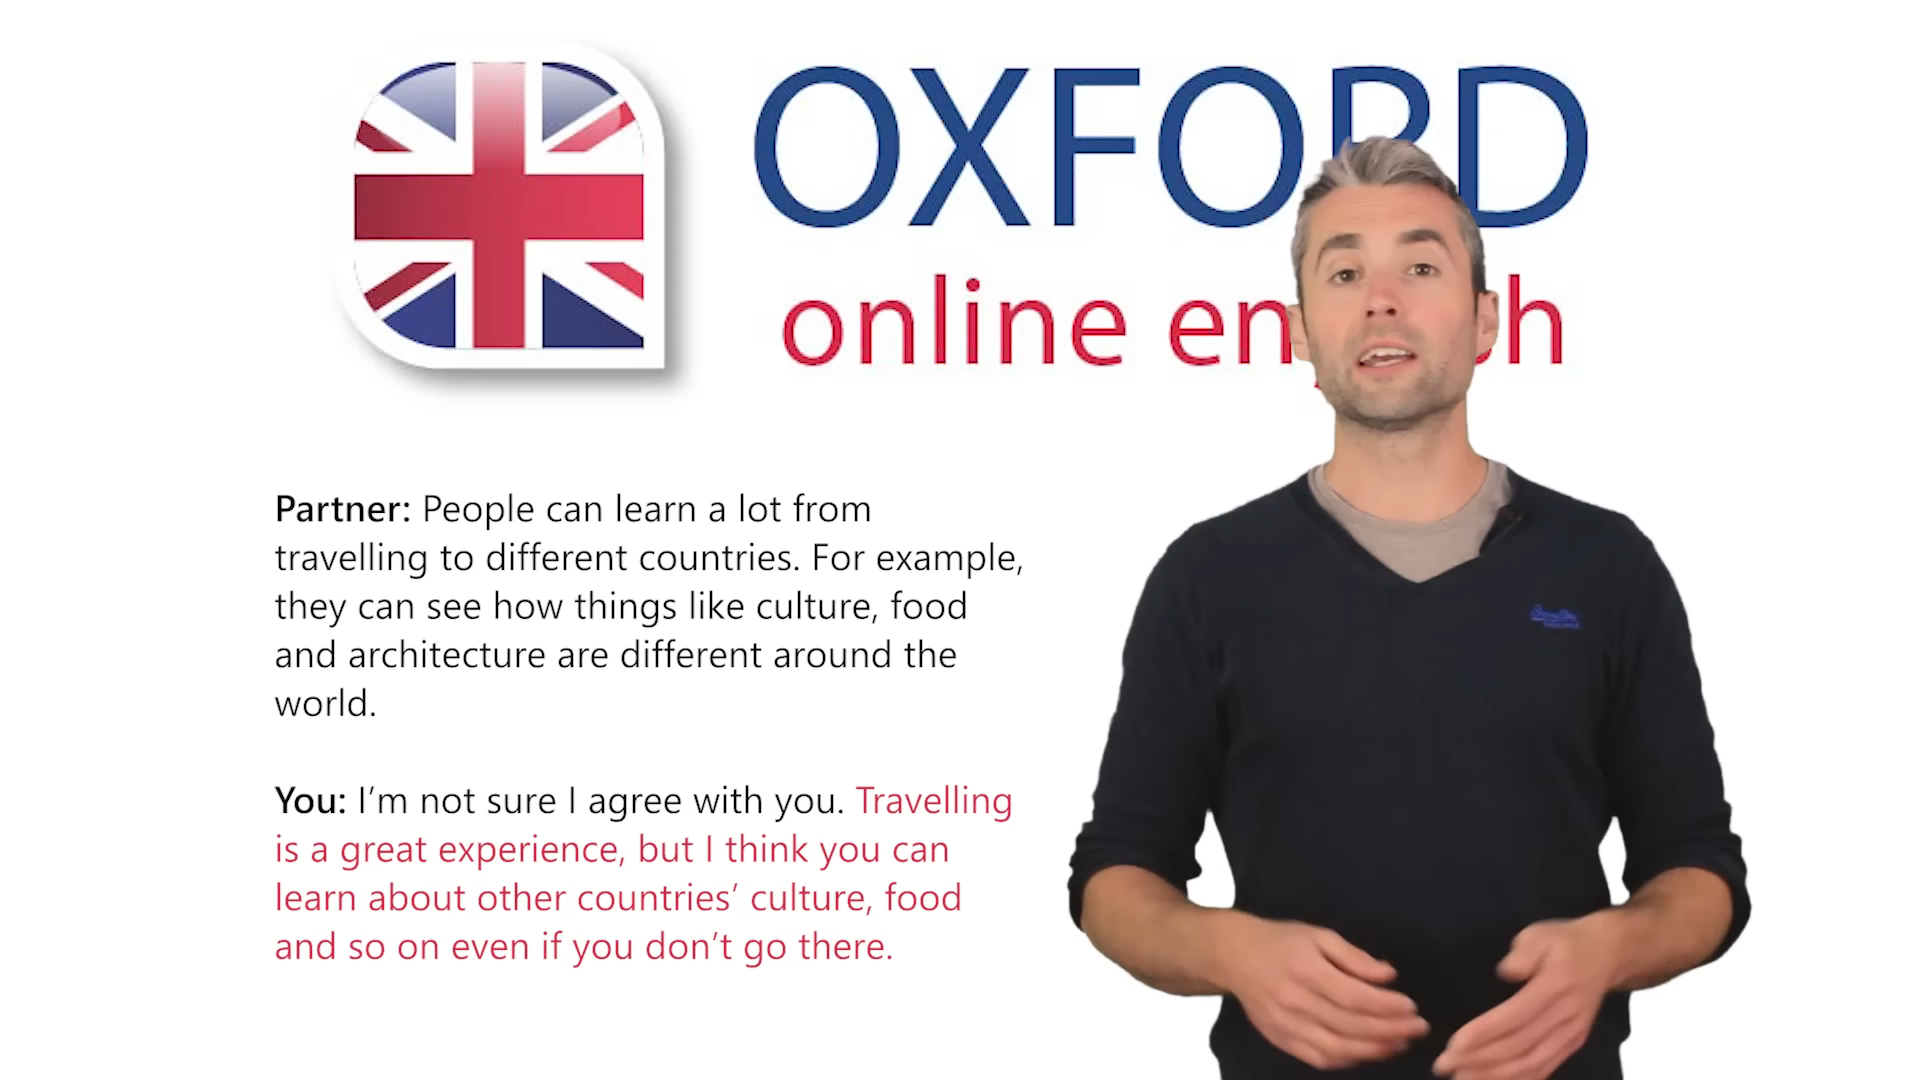 OXFORD
online en h
Partner: People can learn a lot from
travelling to different countries. For example,
they can see how things like culture, food
and architecture are different around the
world.
You: I’m not sure I agree with you. Travelling
is a great experience, but I think you can
learn about other countries’ culture, food
and so on even if you don’t go there.